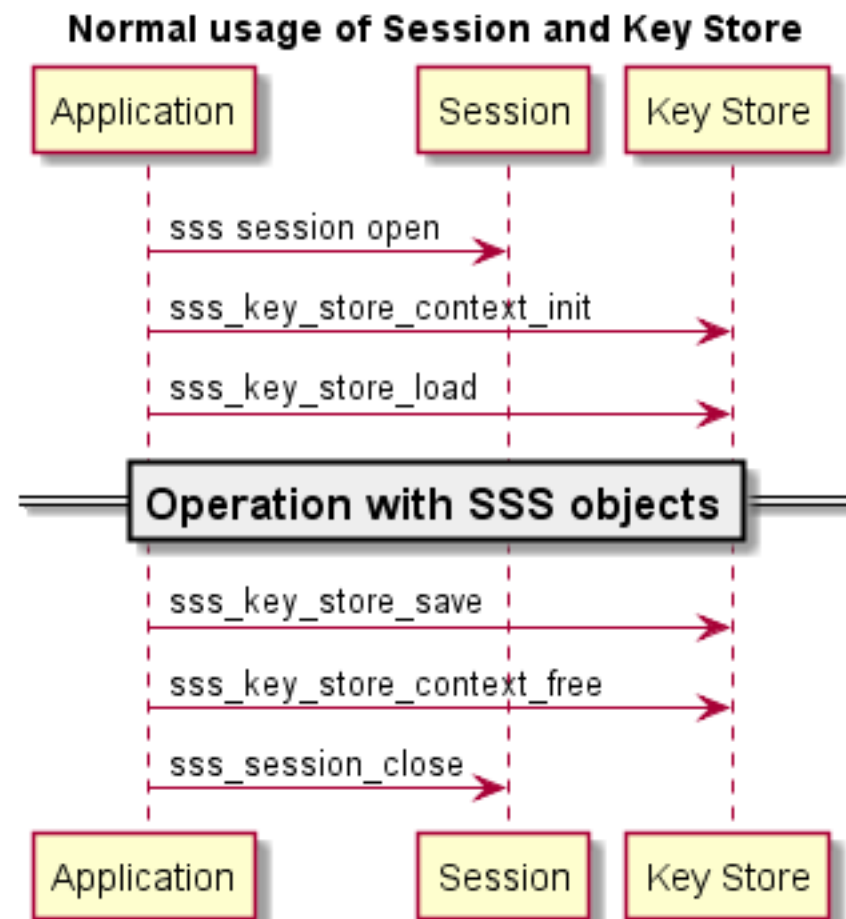 Normal usage of Session and Key Store
Application Session Key Store
sss session open
sss_key_store_context_init
sss_key_store_load
Operation with SSS objects
sss_key_store_save
sss_key_store_context_free
sss_session_close
Application Session Key Store